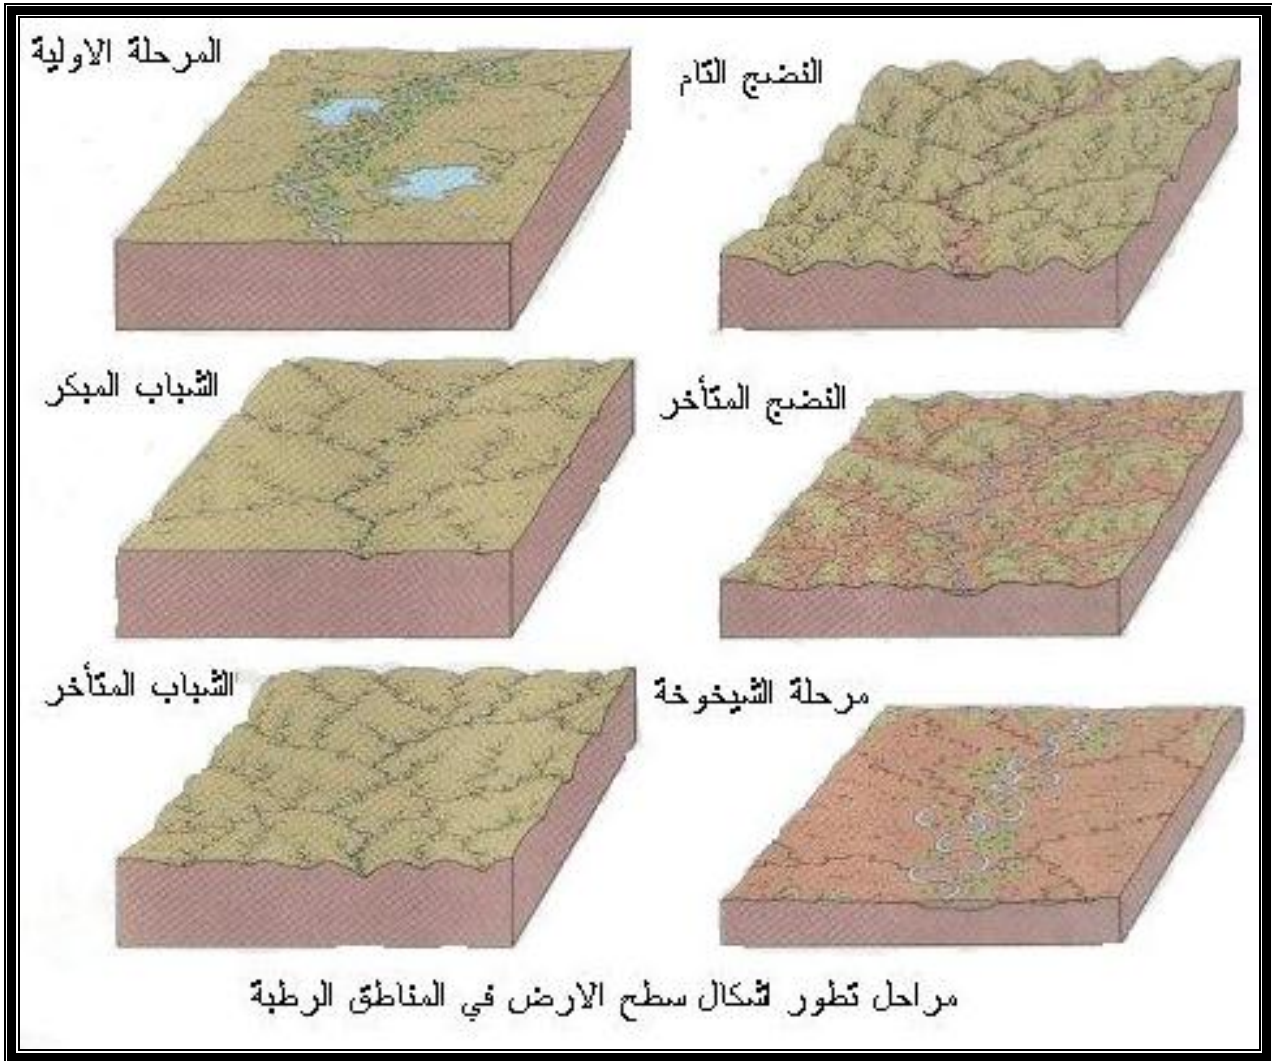 المرحلة الاولية
الشباب المبكر
الشباب المتأخر
النضج التام
النضج المتأخر
مرحلة الشيخوخة
مراحل تطور اشكال سطح الارض في المناطق الرطبة